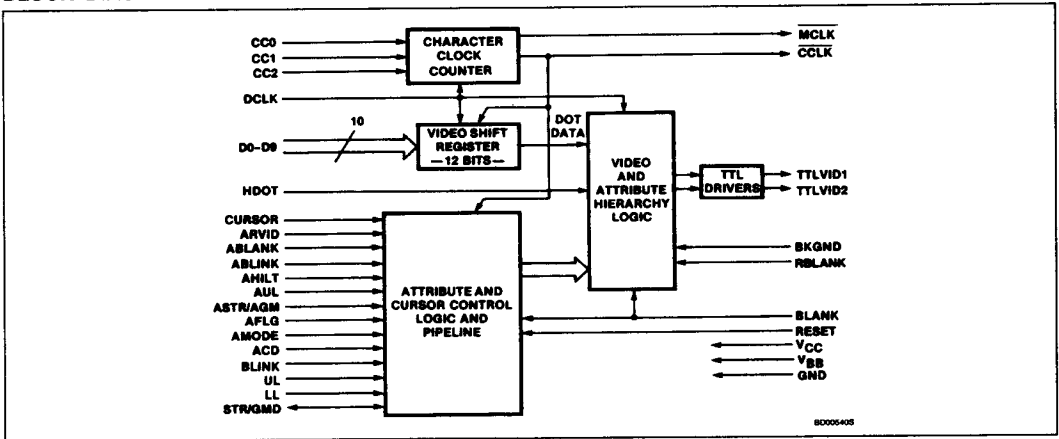 CC0
CC1
CC2
CHARACTER
CLOCK
COUNTER
MCLK
CCLK
DCLK
10
D0–D9
VIDEO SHIFT
REGISTER
—12 BITS—
DOT
DATA
HDOT
VIDEO
AND
ATTRIBUTE
HIERARCHY
LOGIC
TTL
DRIVERS
TTLVID1
TTLVID2
CURSOR
ARVID
ABLANK
ABLINK
AHILT
AUL
ASTR/AGM
AFLG
AMODE
ACD
BLINK
UL
LL
STR/GMD
ATTRIBUTE AND
CURSOR CONTROL
LOGIC AND
PIPELINE
BKGND
RBLANK
BLANK
RESET
VCC
VBB
GND
BD00540S